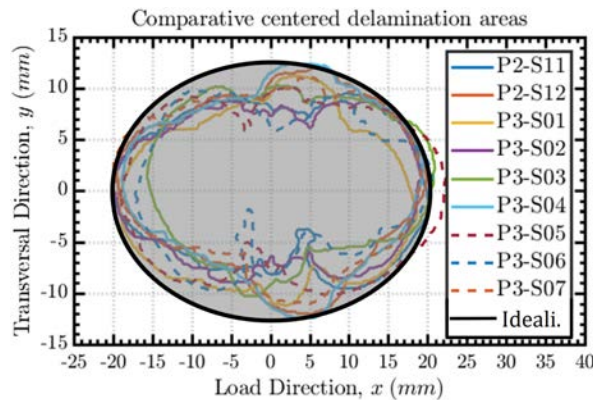 Comparative centered delamination areas
15
10
5
0
-5
-10
-15
Transversal Direction, y (mm)
-25 -20 -15 -10 -5 0 5 10 15 20 25 30 35 40
Load Direction, x (mm)
P2-S11
P2-S12
P3-S01
P3-S02
P3-S03
P3-S04
P3-S05
P3-S06
P3-S07
Ideali.